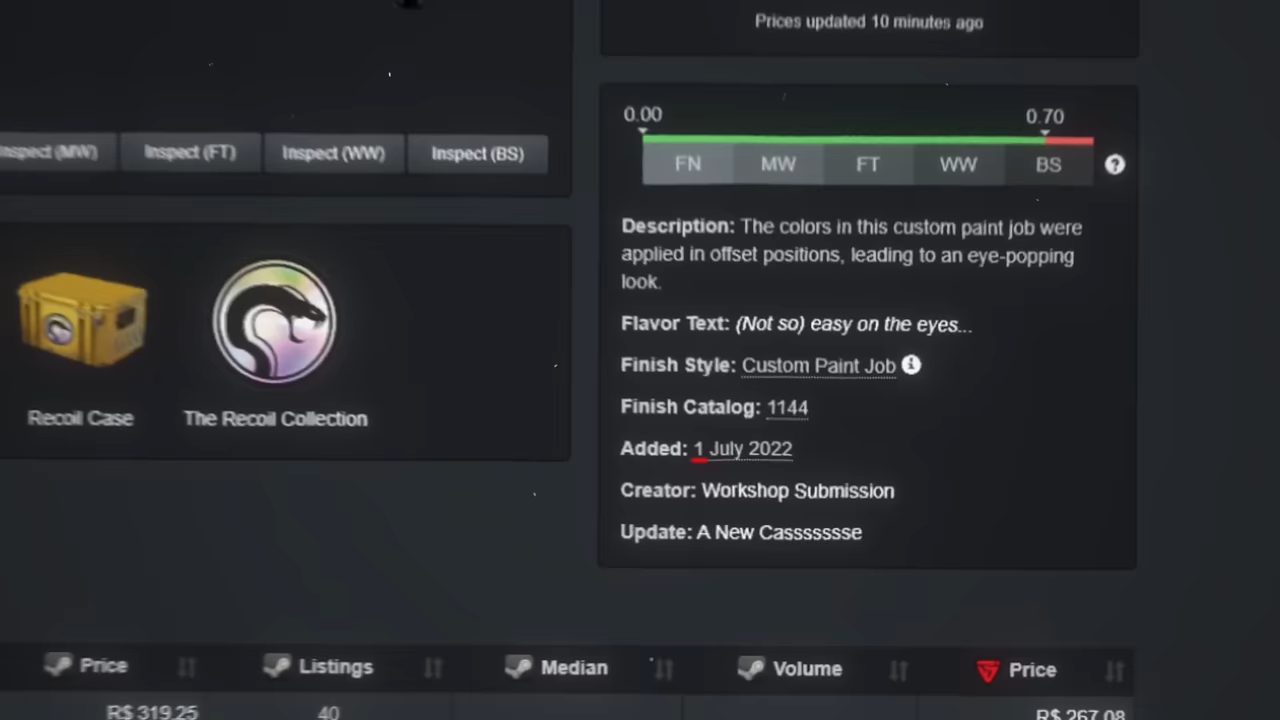 Prices updated 10 minutes ago
0.00 0.70
Inspect (MW) Inspect (FT) Inspect (WW) Inspect (BS)
FN MW FT WW BS ?
Description: The colors in this custom paint job were
applied in offset positions, leading to an eye-popping
look.
Flavor Text: (Not so) easy on the eyes...
Finish Style: Custom Paint Job i
Finish Catalog: 1144
Added: 1 July 2022
Creator: Workshop Submission
Update: A New Casssssse
Recoil Case The Recoil Collection
Price Listings Median Volume Price
R$ 319.25 40 R$ 267.08